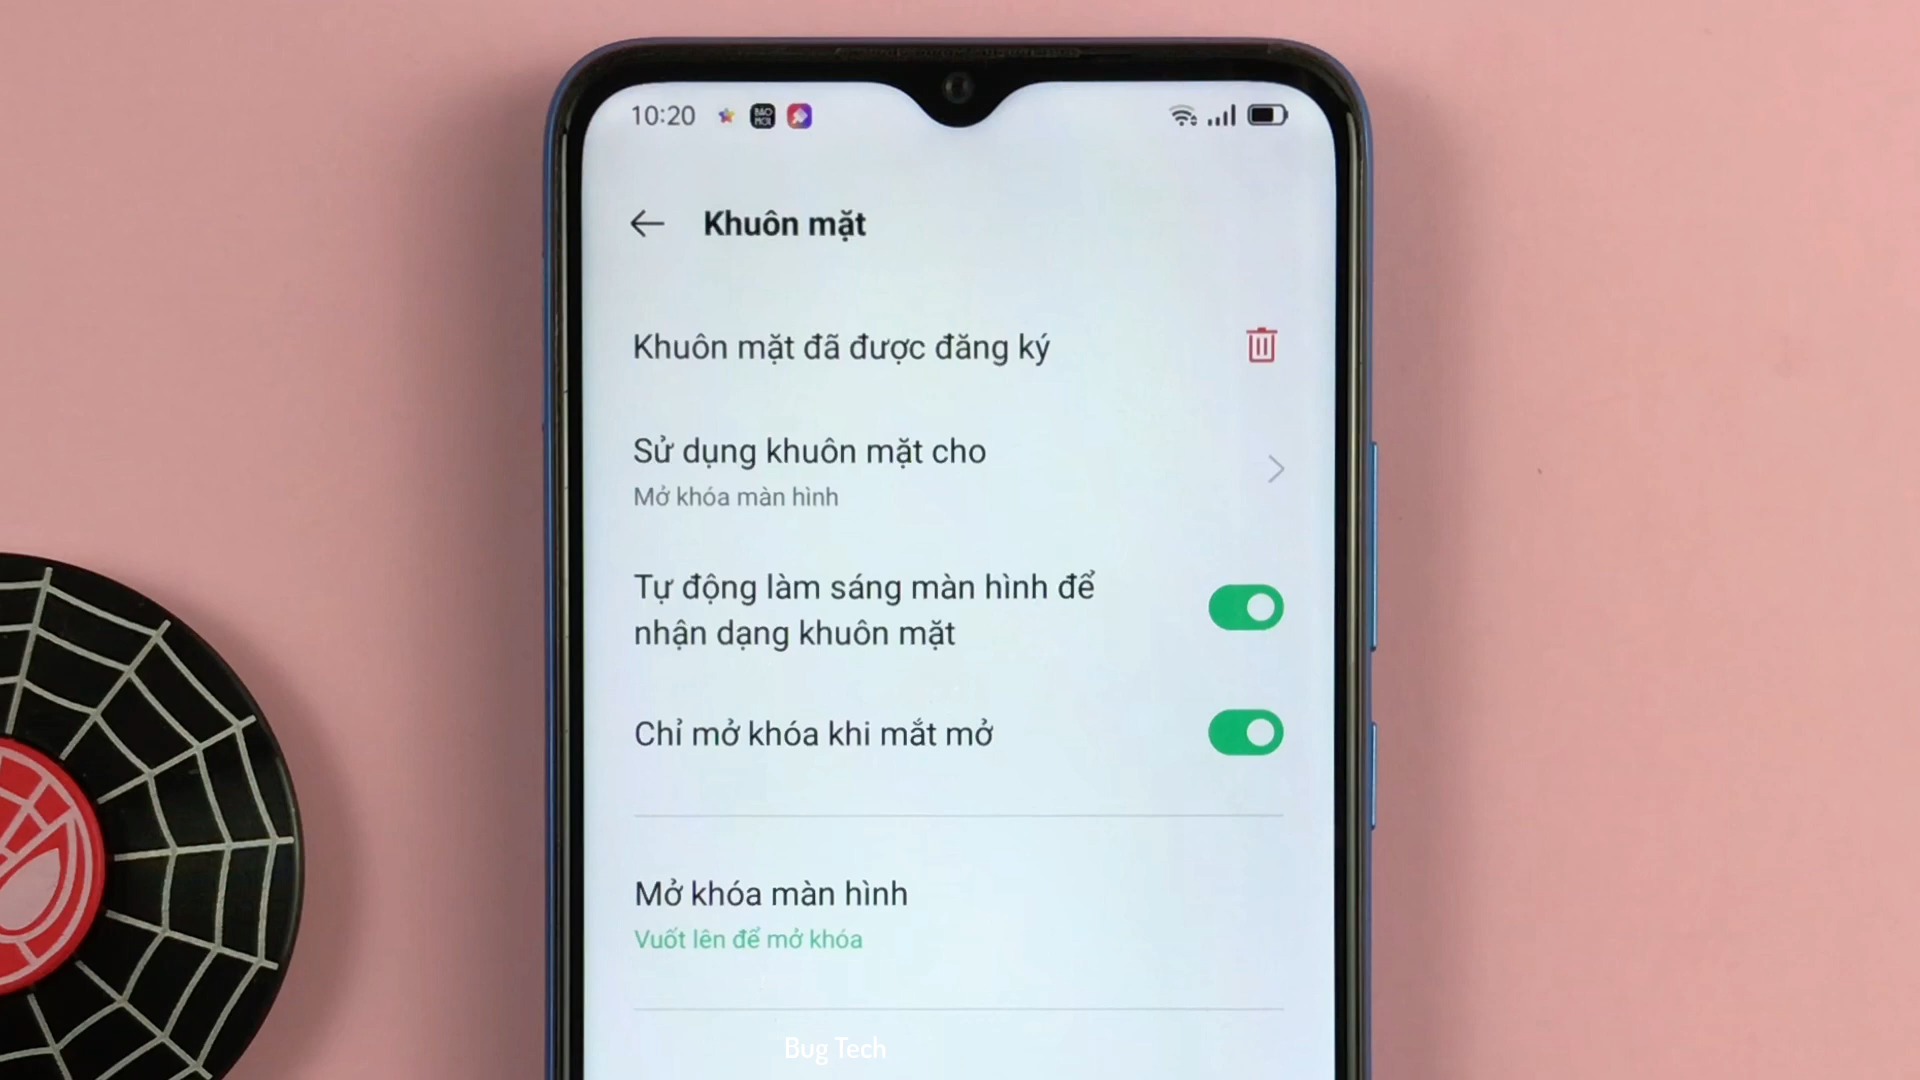 10:20
BÁO
MỚI
Khuôn mặt
Khuôn mặt đã được đăng ký
Sử dụng khuôn mặt cho
Mở khóa màn hình
Tự động làm sáng màn hình để
nhận dạng khuôn mặt
Chỉ mở khóa khi mắt mở
Mở khóa màn hình
Vuốt lên để mở khóa
Bug Tech